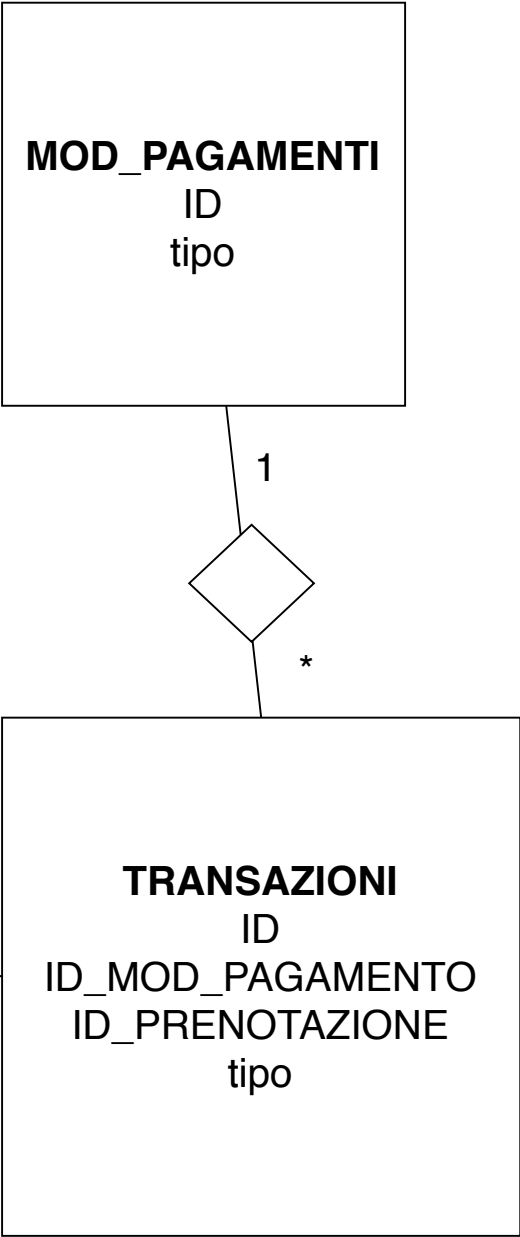 MOD_PAGAMENTI
ID
tipo
1
*
TRANSAZIONI
ID
ID_MOD_PAGAMENTO
ID_PRENOTAZIONE
tipo